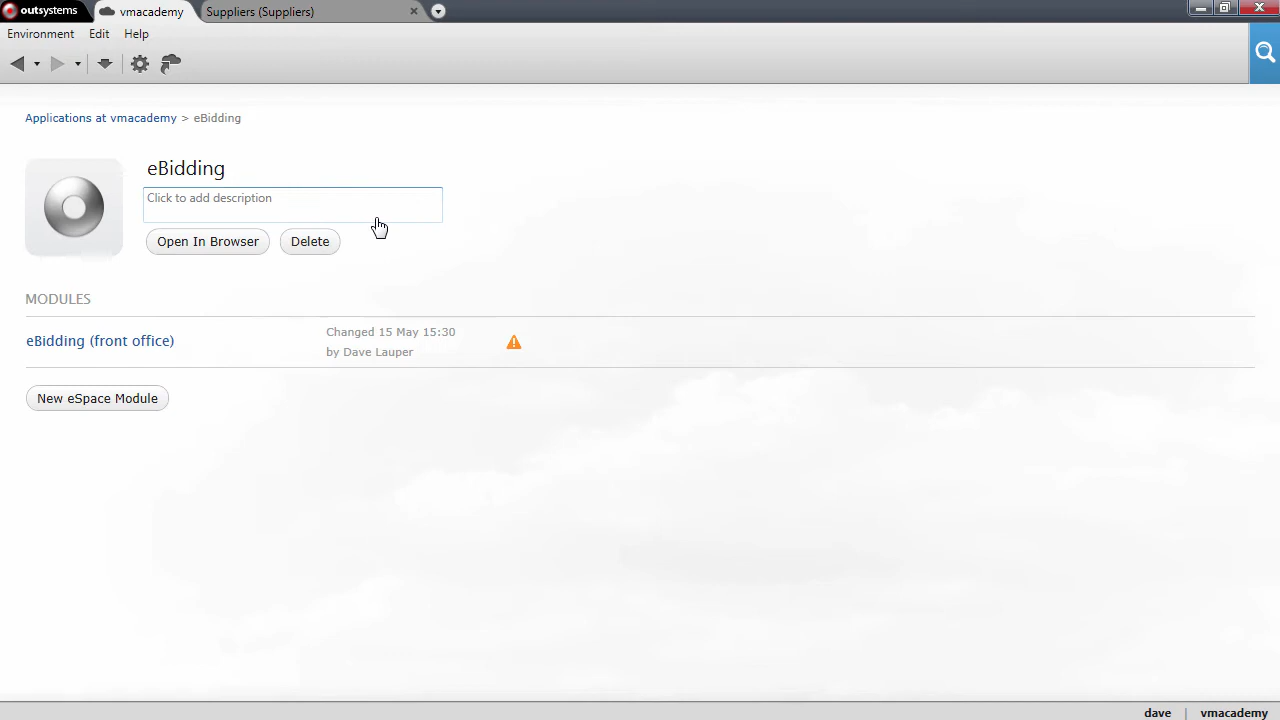 outsystems
vmacademy
Suppliers (Suppliers)
Environment
Edit
Help
Applications at vmacademy > eBidding
eBidding
Click to add description
Open In Browser
Delete
MODULES
eBidding (front office)
Changed 15 May 15:30
by Dave Lauper
New eSpace Module
dave | vmacademy